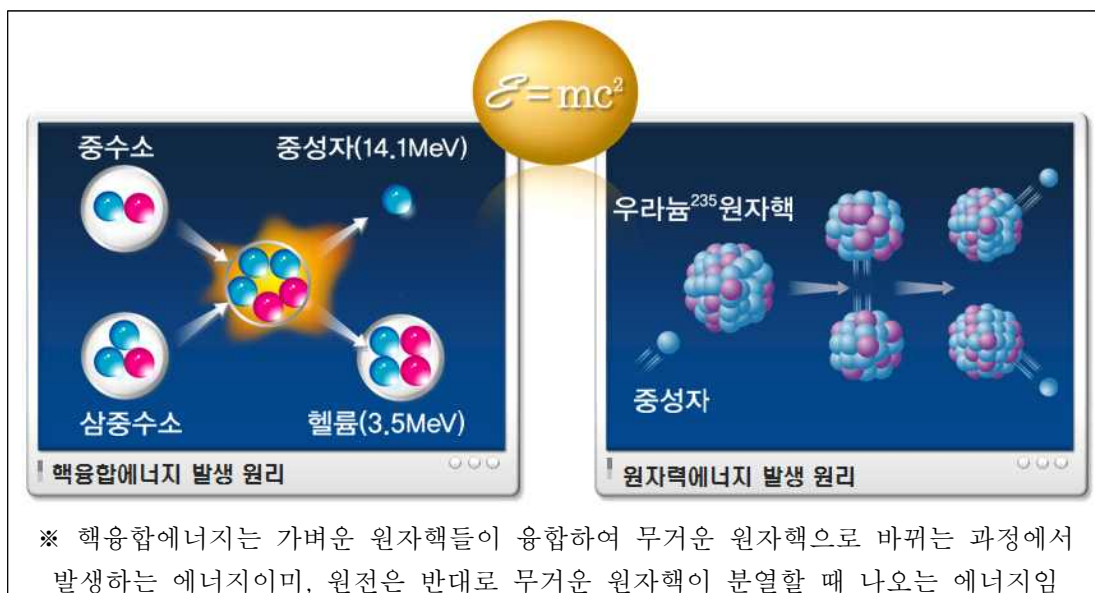 ℰ=mc²
중수소
중성자(14.1MeV)
삼중수소
헬륨(3.5MeV)
핵융합에너지 발생 원리
우라늄²³⁵원자핵
중성자
원자력에너지 발생 원리
※ 핵융합에너지는 가벼운 원자핵들이 융합하여 무거운 원자핵으로 바뀌는 과정에서
발생하는 에너지이미, 원전은 반대로 무거운 원자핵이 분열할 때 나오는 에너지임